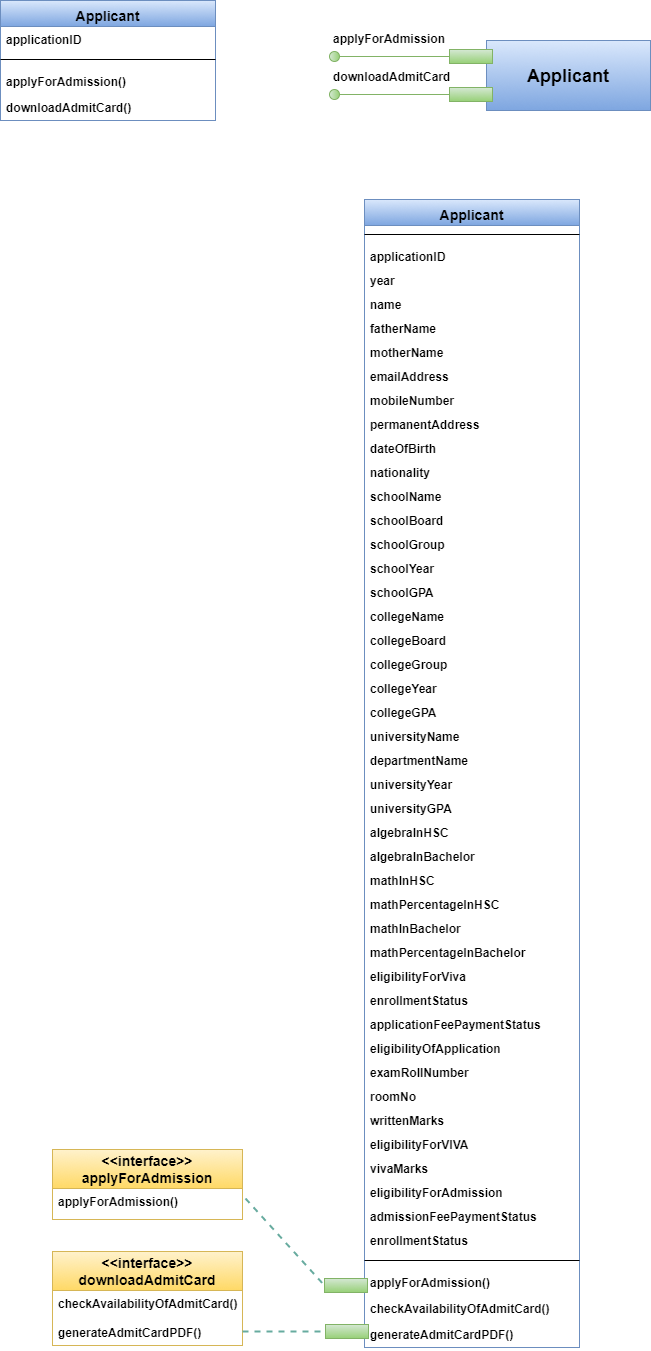 Applicant
applicationID
applyForAdmission()
downloadAdmitCard()
applyForAdmission
downloadAdmitCard
Applicant
Applicant
applicationID
year
name
fatherName
motherName
emailAddress
mobileNumber
permanentAddress
dateOfBirth
nationality
schoolName
schoolBoard
schoolGroup
schoolYear
schoolGPA
collegeName
collegeBoard
collegeGroup
collegeYear
collegeGPA
universityName
departmentName
universityYear
universityGPA
algebraInHSC
algebraInBachelor
mathInHSC
mathPercentageInHSC
mathInBachelor
mathPercentageInBachelor
eligibilityForViva
enrollmentStatus
applicationFeePaymentStatus
eligibilityOfApplication
examRollNumber
roomNo
writtenMarks
eligibilityForVIVA
vivaMarks
eligibilityForAdmission
admissionFeePaymentStatus
enrollmentStatus
applyForAdmission()
checkAvailabilityOfAdmitCard()
generateAdmitCardPDF()
<<interface>>
applyForAdmission
applyForAdmission()
<<interface>>
downloadAdmitCard
checkAvailabilityOfAdmitCard()
generateAdmitCardPDF()